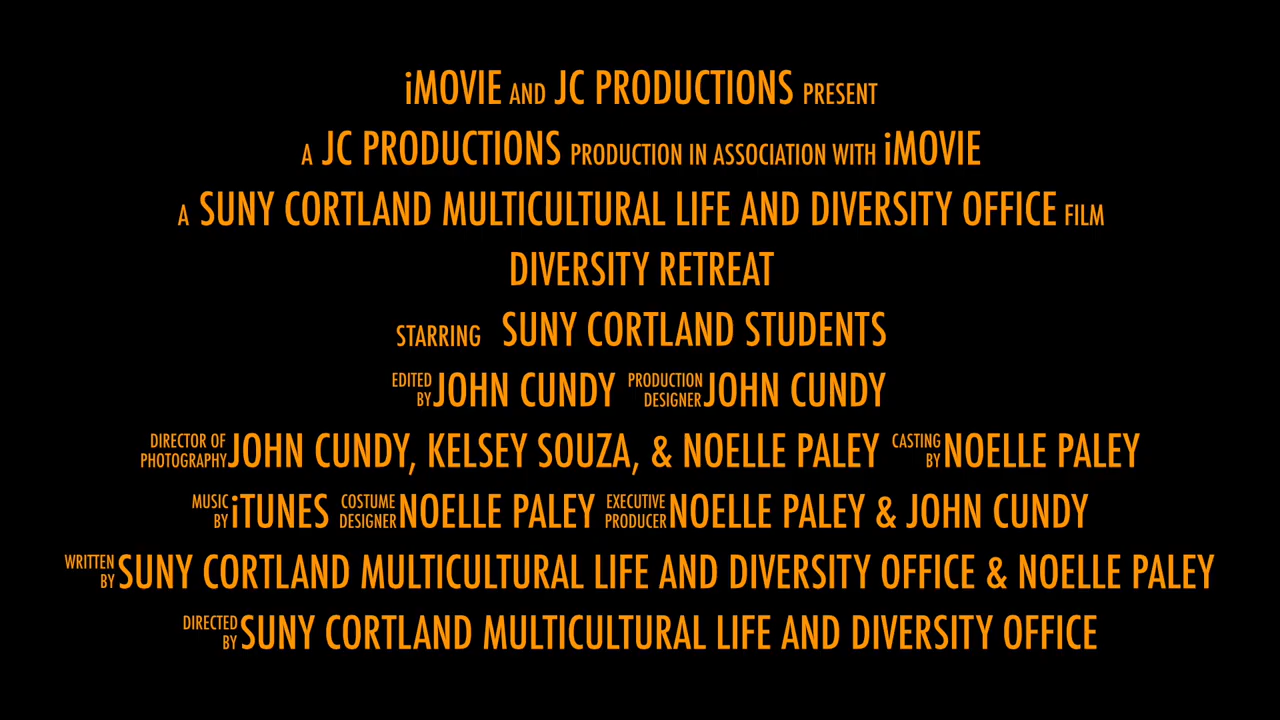 iMOVIE AND JC PRODUCTIONS PRESENT
A JC PRODUCTIONS PRODUCTION IN ASSOCIATION WITH iMOVIE
A SUNY CORTLAND MULTICULTURAL LIFE AND DIVERSITY OFFICE FILM
DIVERSITY RETREAT
STARRING SUNY CORTLAND STUDENTS
EDITED BY JOHN CUNDY PRODUCTION DESIGNER JOHN CUNDY
DIRECTOR OF PHOTOGRAPHY JOHN CUNDY, KELSEY SOUZA, & NOELLE PALEY CASTING BY NOELLE PALEY
MUSIC BY iTUNES COSTUME DESIGNER NOELLE PALEY EXECUTIVE PRODUCER NOELLE PALEY & JOHN CUNDY
WRITTEN BY SUNY CORTLAND MULTICULTURAL LIFE AND DIVERSITY OFFICE & NOELLE PALEY
DIRECTED BY SUNY CORTLAND MULTICULTURAL LIFE AND DIVERSITY OFFICE